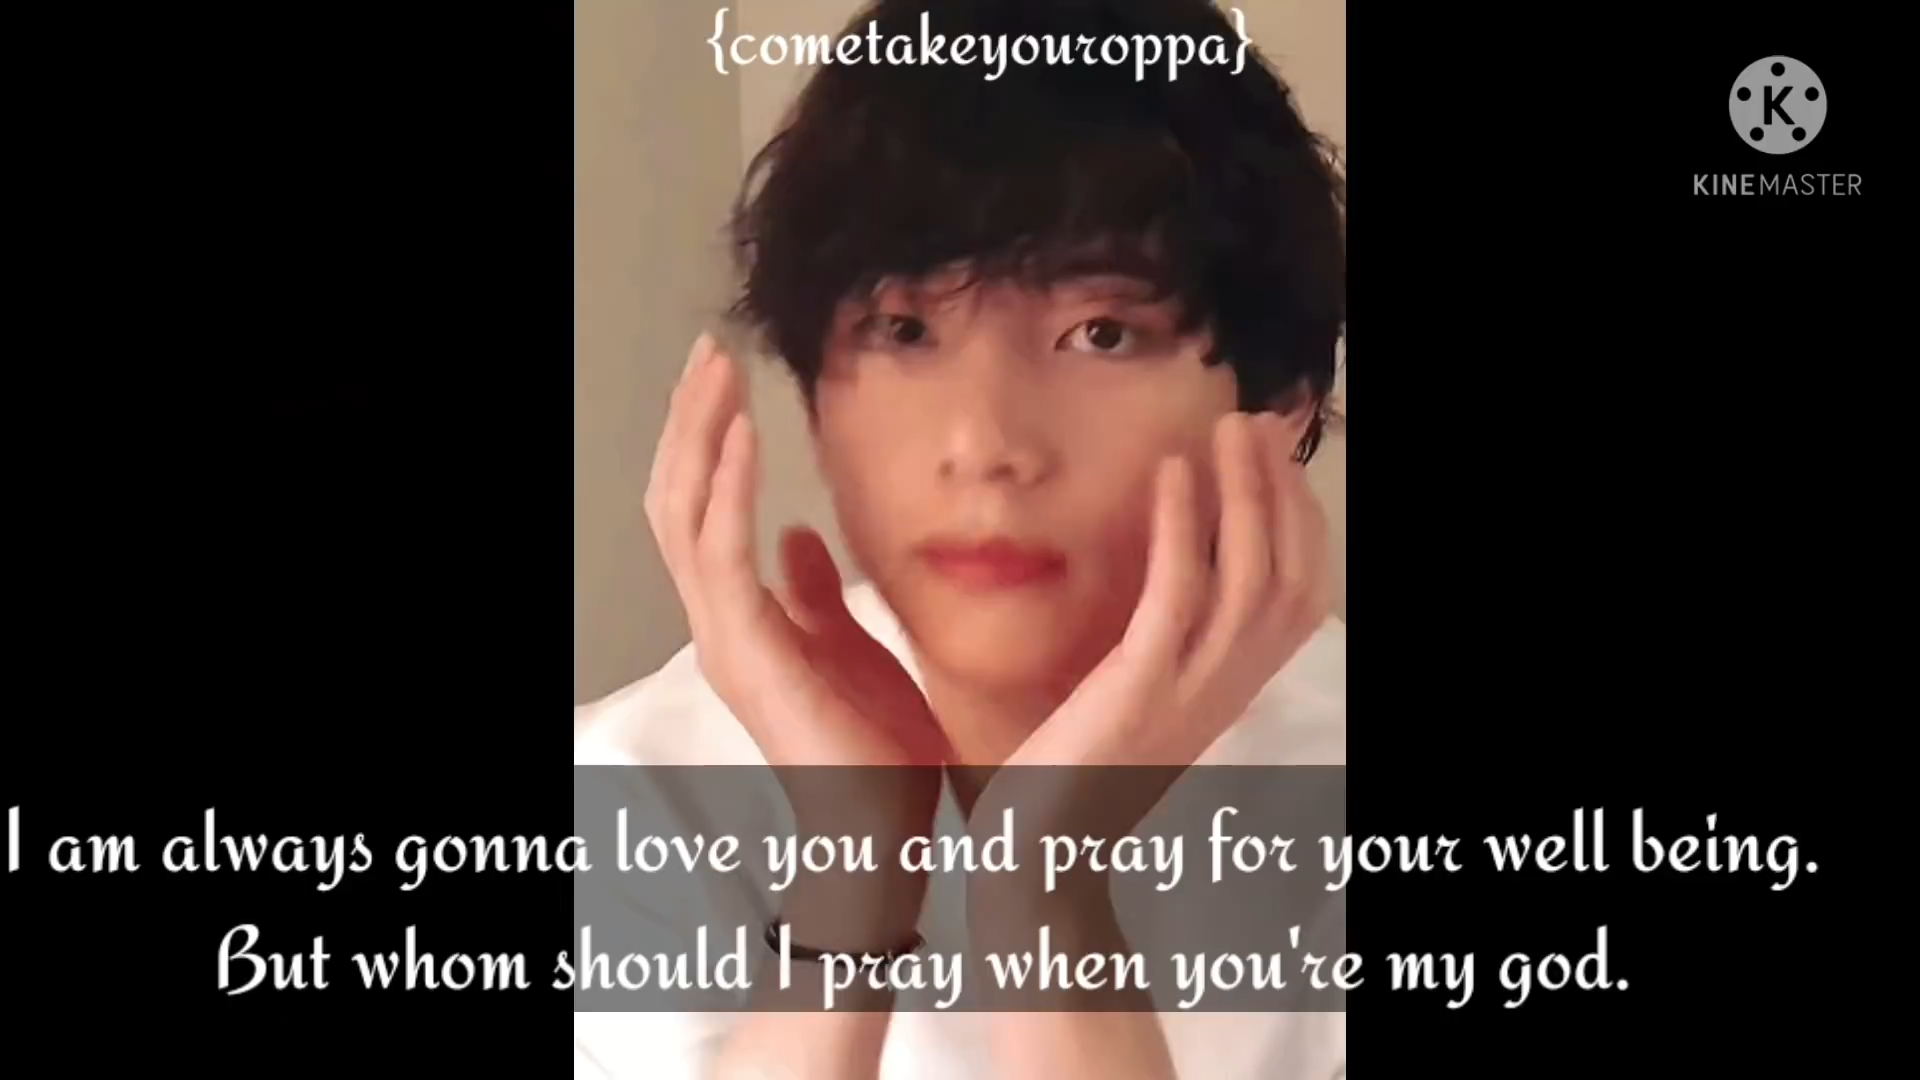 {cometakeyouroppa}
K
KINEMASTER
I am always gonna love you and pray for your well being.
But whom should I pray when you're my god.